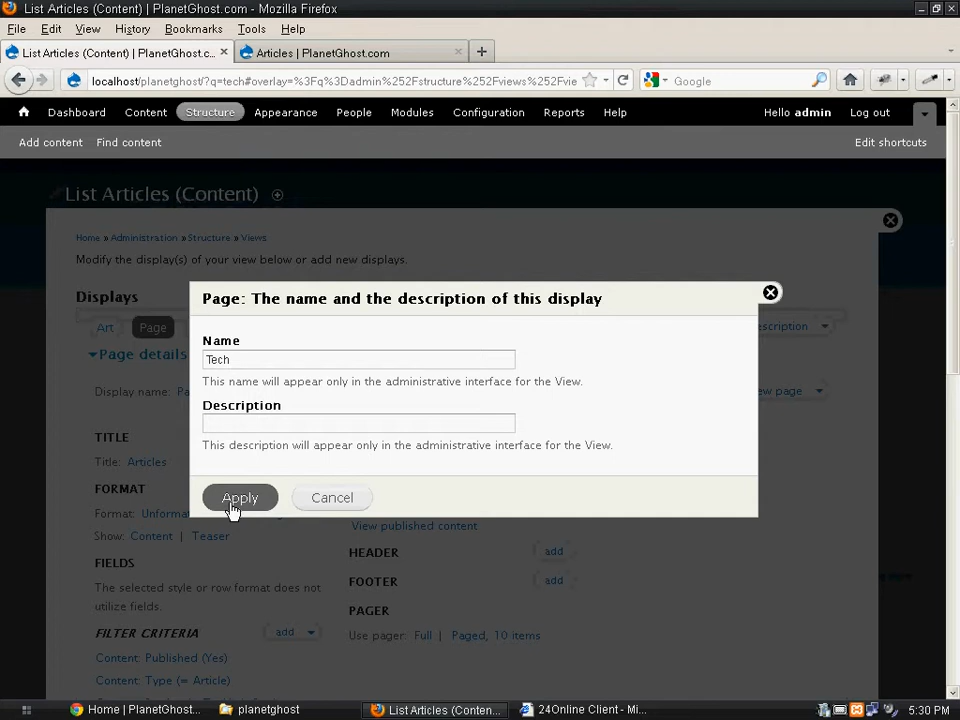 List Articles (Content) | PlanetGhost.com - Mozilla Firefox
File Edit View History Tools Help
List Articles (Content) | PlanetGhost.c...
Articles | PlanetGhost.com
localhost/planetghost/?q=tech#overlay=%3Fq%3Dadmin%252Fstructure%252Fviews%252Fvie
Google
Dashboard Content Structure Appearance People Modules Configuration Reports Help
Hello admin Log out
Add content Find content
Edit shortcuts
List Articles (Content)
Home » Administration » Structure » Views
Modify the display(s) of your view below or add new displays.
Displays
Page: The name and the description of this display
Art Page
Page details
Name
Tech
This name will appear only in the administrative interface for the View.
Display name:
Description
This description will appear only in the administrative interface for the View.
TITLE
Title: Articles
FORMAT
Apply Cancel
Show: Content | Teaser
View published content
HEADER add
FIELDS
The selected style or row format does not
utilize fields.
FOOTER add
PAGER
Use pager: Full | Paged, 10 items
FILTER CRITERIA add
Content: Published (Yes)
Content: Type (= Article)
Home | PlanetGhost...
planetghost
List Articles (Conten...
24Online Client - Mi...
5:30 PM